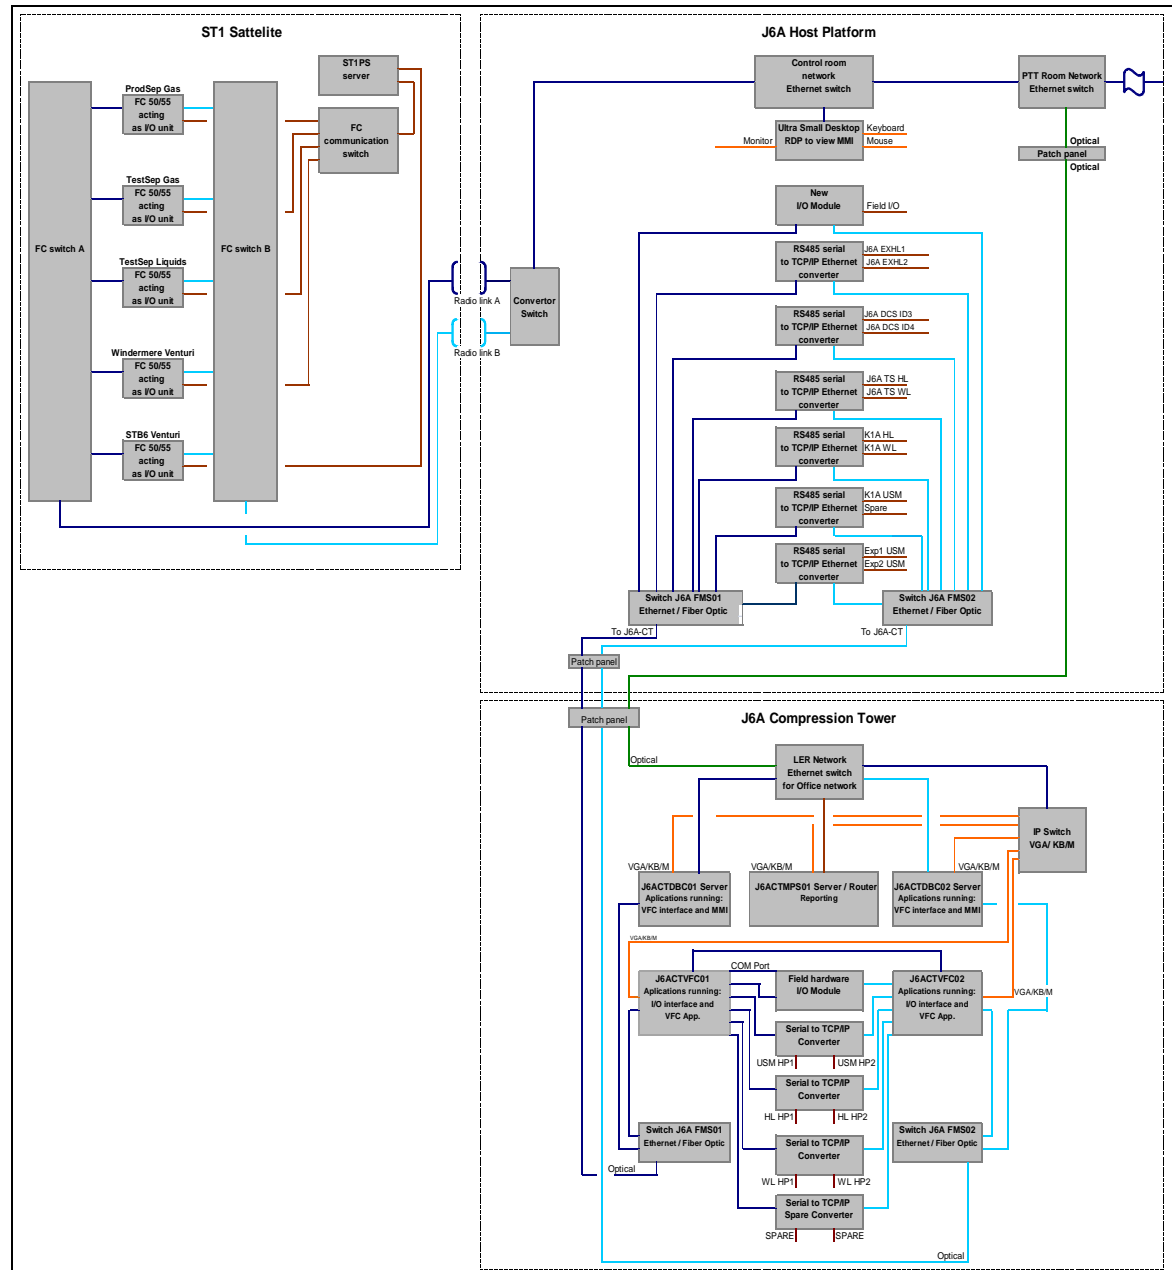 ST1 Sattelite
ST1PS
server
ProdSep Gas
FC 50/55
acting
as I/O unit
FC
communication
switch
TestSep Gas
FC 50/55
acting
as I/O unit
FC switch A
FC switch B
TestSep Liquids
FC 50/55
acting
as I/O unit
Windermere Venturi
FC 50/55
acting
as I/O unit
STB6 Venturi
FC 50/55
acting
as I/O unit
Radio link A
Radio link B
J6A Host Platform
Control room
network
Ethernet switch
PTT Room Network
Ethernet switch
Monitor
Ultra Small Desktop
RDP to view MMI
Keyboard
Mouse
Optical
Patch panel
Optical
New
I/O Module
Field I/O
RS485 serial
to TCP/IP Ethernet
converter
J6A EXHL1
J6A EXHL2
Convertor
Switch
RS485 serial
to TCP/IP Ethernet
converter
J6A DCS ID3
J6A DCS ID4
RS485 serial
to TCP/IP Ethernet
converter
J6A TS HL
J6A TS WL
RS485 serial
to TCP/IP Ethernet
converter
K1A HL
K1A WL
RS485 serial
to TCP/IP Ethernet
converter
K1A USM
Spare
RS485 serial
to TCP/IP Ethernet
converter
Exp1 USM
Exp2 USM
Switch J6A FMS01
Ethernet / Fiber Optic
Switch J6A FMS02
Ethernet / Fiber Optic
To J6A-CT
To J6A-CT
Patch panel
Patch panel
J6A Compression Tower
Optical
LER Network
Ethernet switch
for Office network
IP Switch
VGA/ KB/M
VGA/KB/M
VGA/KB/M
VGA/KB/M
J6ACTDBC01 Server
Aplications running:
VFC interface and MMI
J6ACTMPS01 Server / Router
Reporting
J6ACTDBC02 Server
Aplications running:
VFC interface and MMI
VGA/KB/M
COM Port
J6ACTVFC01
Aplications running:
I/O interface and
VFC App.
Field hardware
I/O Module
J6ACTVFC02
Aplications running:
I/O interface and
VFC App.
VGA/KB/M
Serial to TCP/IP
Converter
USM HP1
USM HP2
Serial to TCP/IP
Converter
HL HP1
HL HP2
Switch J6A FMS01
Ethernet / Fiber Optic
Switch J6A FMS02
Ethernet / Fiber Optic
Serial to TCP/IP
Converter
Optical
WL HP1
WL HP2
Serial to TCP/IP
Spare Converter
SPARE
SPARE
Optical